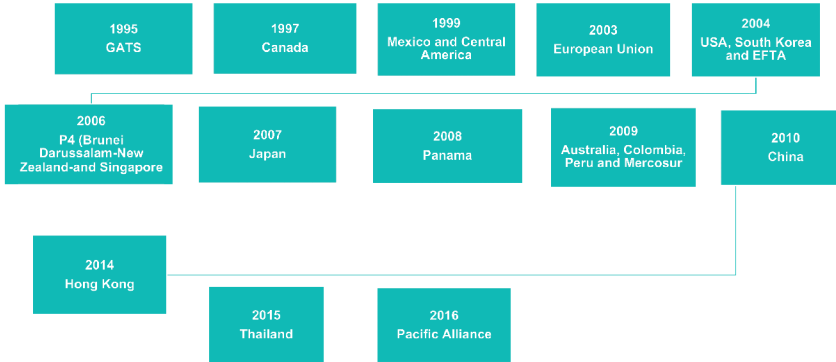 1995
GATS
1997
Canada
1999
Mexico and Central
America
2003
European Union
2004
USA, South Korea
and EFTA
2006
P4 (Brunei
Darussalam-New
Zealand-and Singapore
2007
Japan
2008
Panama
2009
Australia, Colombia,
Peru and Mercosur
2010
China
2014
Hong Kong
2015
Thailand
2016
Pacific Alliance